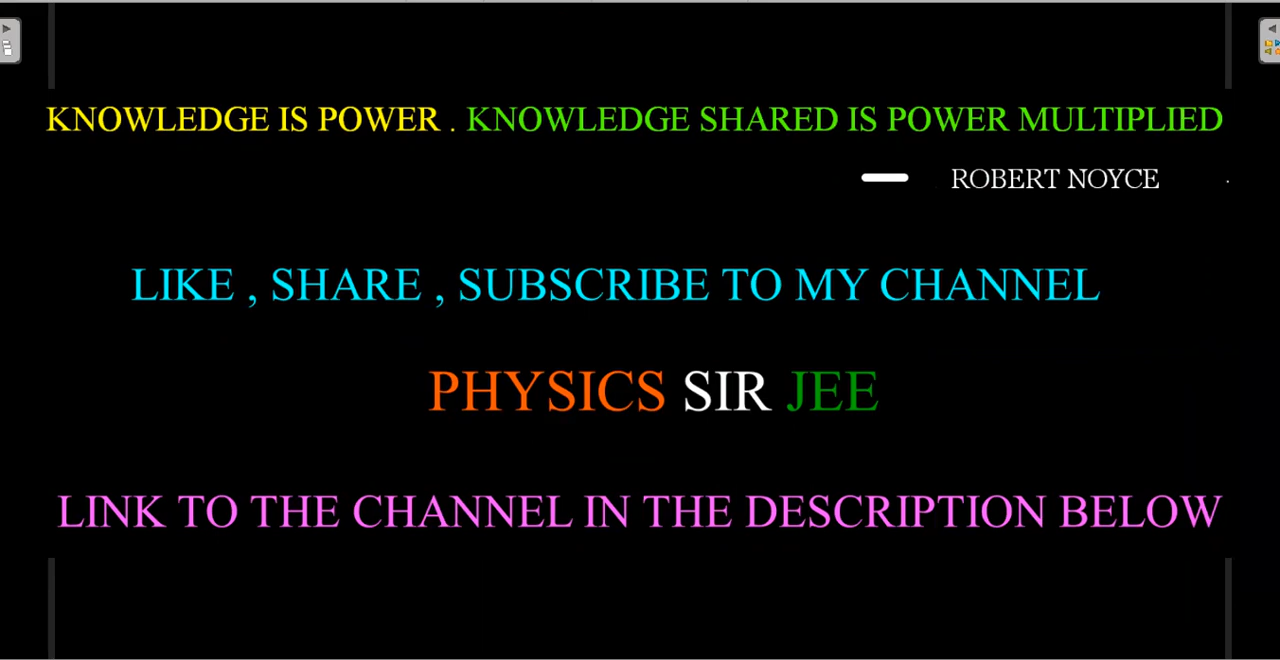 KNOWLEDGE IS POWER . KNOWLEDGE SHARED IS POWER MULTIPLIED
— ROBERT NOYCE
LIKE , SHARE , SUBSCRIBE TO MY CHANNEL
PHYSICS SIR JEE
LINK TO THE CHANNEL IN THE DESCRIPTION BELOW